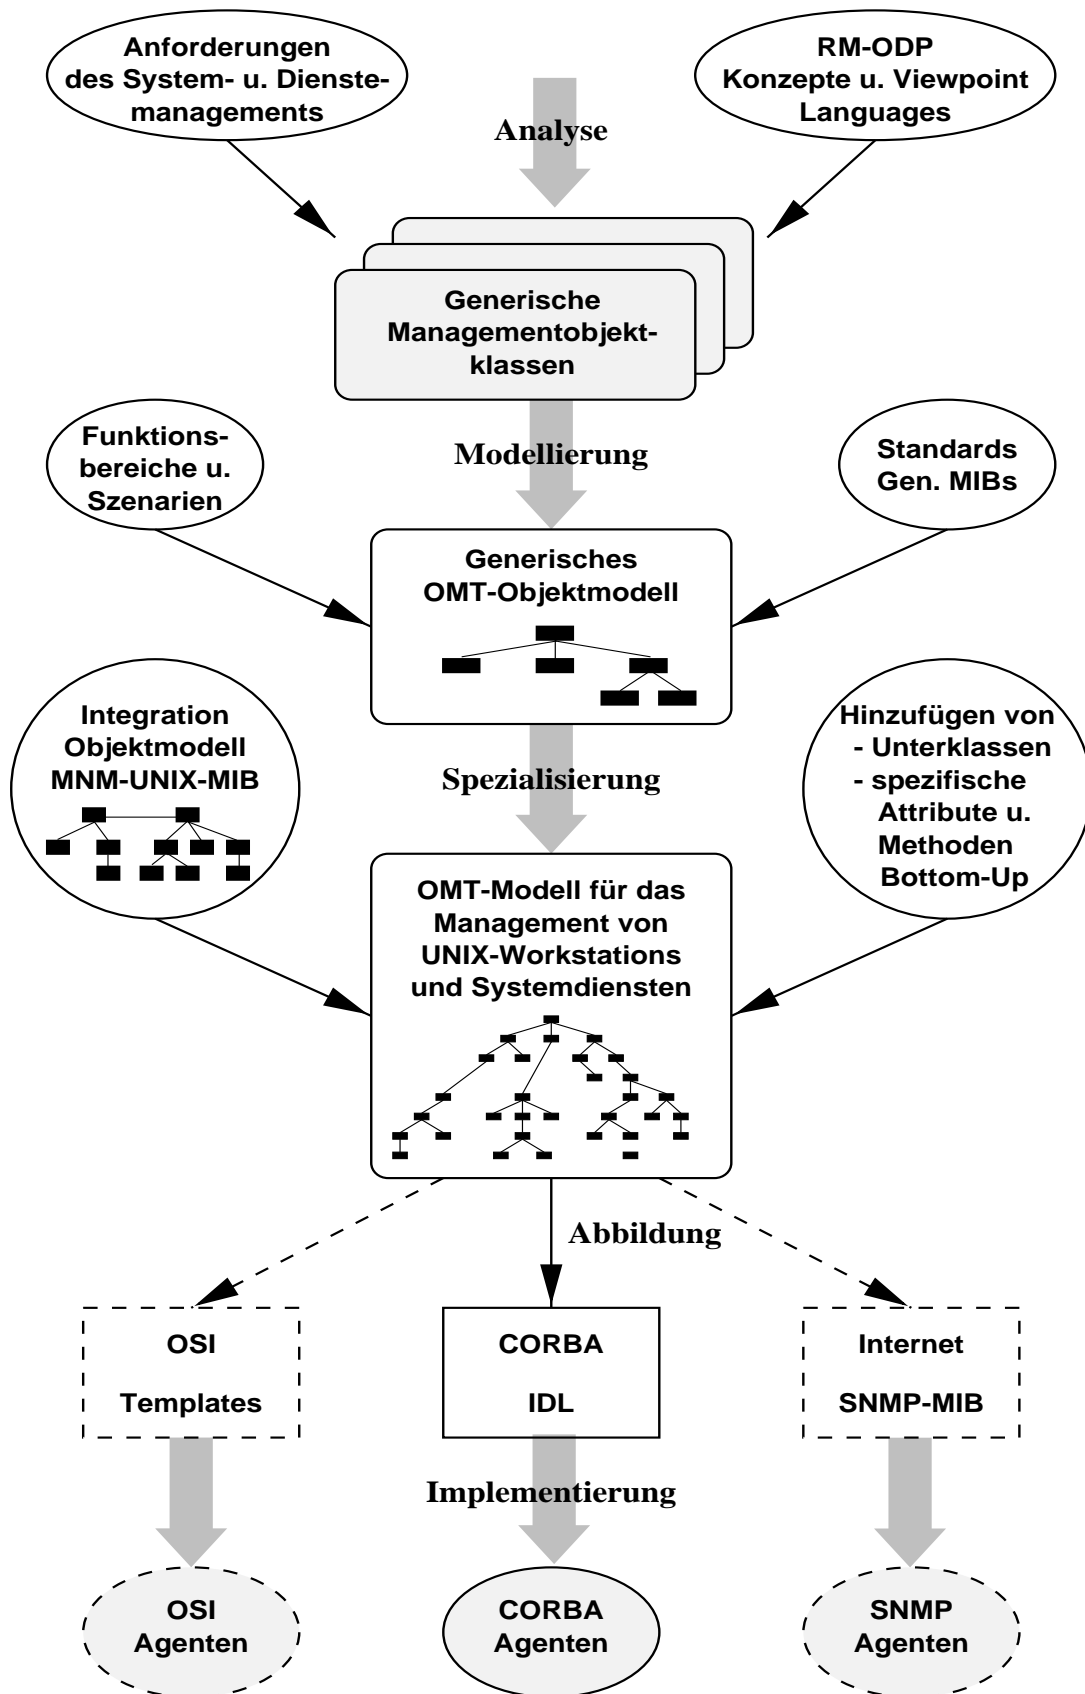 Anforderungen
des System- u. Dienste-
managements
RM-ODP
Konzepte u. Viewpoint
Languages
Analyse
Generische
Managementobjekt-
klassen
Funktions-
bereiche u.
Szenarien
Modellierung
Standards
Gen. MIBs
Generisches
OMT-Objektmodell
Integration
Objektmodell
MNM-UNIX-MIB
Spezialisierung
Hinzufügen von
- Unterklassen
- spezifische
Attribute u.
Methoden
Bottom-Up
OMT-Modell für das
Management von
UNIX-Workstations
und Systemdiensten
Abbildung
OSI
Templates
CORBA
IDL
Internet
SNMP-MIB
Implementierung
OSI
Agenten
CORBA
Agenten
SNMP
Agenten